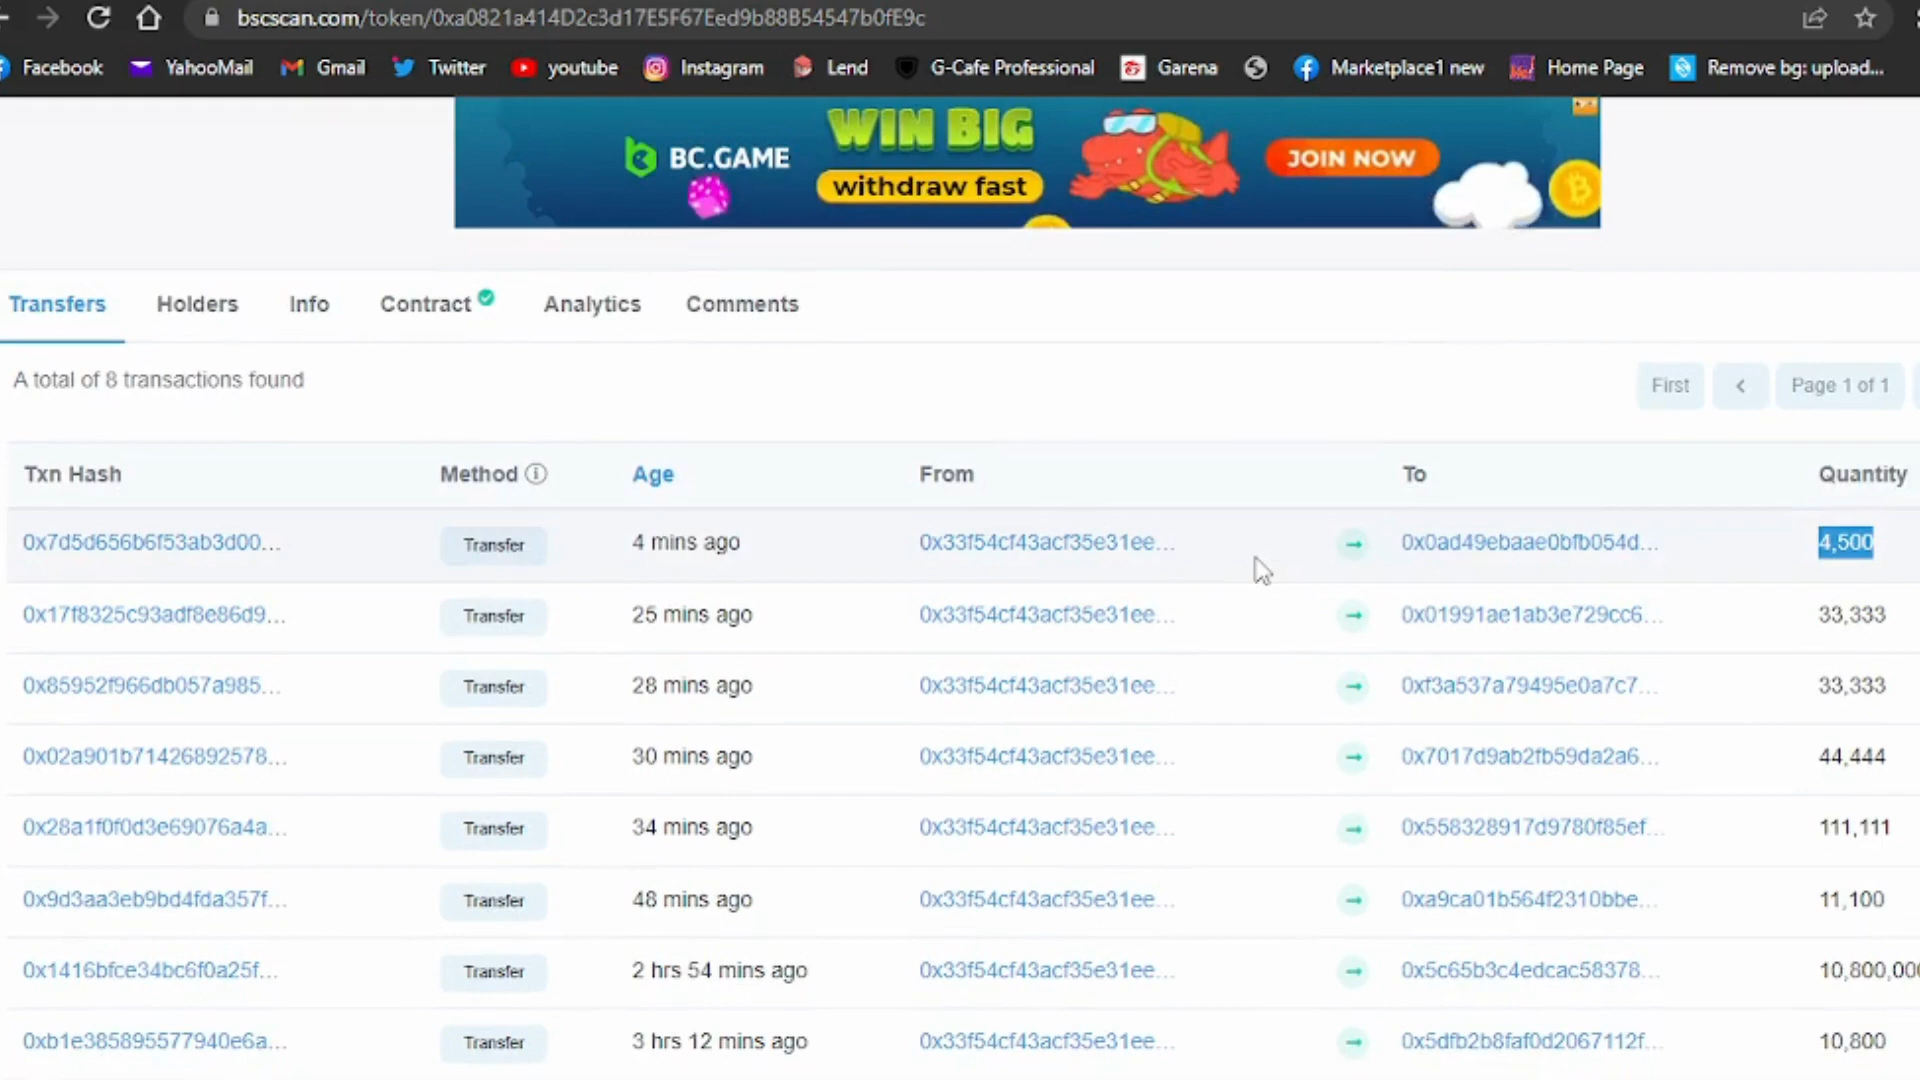 bscscan.com/token/0xa0821a414D2c3d17E5F67Eed9b88B54547b0fE9c
Facebook YahooMail Gmail Twitter youtube Instagram Lend G-Cafe Professional Garena Marketplace1 new Home Page Remove bg: upload...
WIN BIG
BC.GAME
withdraw fast
JOIN NOW
Transfers Holders Info Contract Analytics Comments
A total of 8 transactions found
First < Page 1 of 1
Txn Hash Method Age From To Quantity
0x7d5d656b6f53ab3d00... Transfer 4 mins ago 0x33f54cf43acf35e31ee... → 0x0ad49ebaae0bfb054d... 4,500
0x17f8325c93adf8e86d9... Transfer 25 mins ago 0x33f54cf43acf35e31ee... → 0x01991ae1ab3e729cc6... 33,333
0x85952f966db057a985... Transfer 28 mins ago 0x33f54cf43acf35e31ee... → 0xf3a537a79495e0a7c7... 33,333
0x02a901b71426892578... Transfer 30 mins ago 0x33f54cf43acf35e31ee... → 0x7017d9ab2fb59da2a6... 44,444
0x28a1f0f0d3e69076a4a... Transfer 34 mins ago 0x33f54cf43acf35e31ee... → 0x558328917d9780f85ef... 111,111
0x9d3aa3eb9bd4fda357f... Transfer 48 mins ago 0x33f54cf43acf35e31ee... → 0xa9ca01b564f2310bbe... 11,100
0x1416bfce34bc6f0a25f... Transfer 2 hrs 54 mins ago 0x33f54cf43acf35e31ee... → 0x5c65b3c4edcac58378... 10,800,000
0xb1e385895577940e6a... Transfer 3 hrs 12 mins ago 0x33f54cf43acf35e31ee... → 0x5dfb2b8faf0d2067112f... 10,800